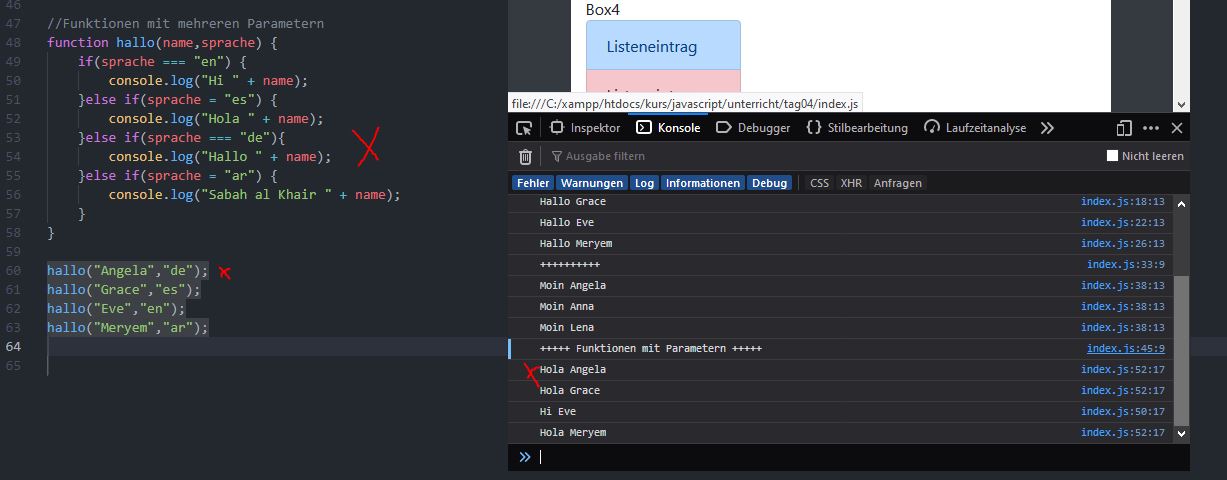 46
47 //Funktionen mit mehreren Parametern
48 function hallo(name,sprache) {
49 if(sprache === "en") {
50 console.log("Hi " + name);
51 }else if(sprache = "es") {
52 console.log("Hola " + name);
53 }else if(sprache === "de"){
54 console.log("Hallo " + name);
55 }else if(sprache = "ar") {
56 console.log("Sabah al Khair " + name);
57 }
58 }
59
60 hallo("Angela","de");
61 hallo("Grace","es");
62 hallo("Eve","en");
63 hallo("Meryem","ar");
64
65
Box4
Listeneintrag
file:///C:/xampp/htdocs/kurs/javascript/unterricht/tag04/index.js
Inspektor Konsole Debugger Stilbearbeitung Laufzeitanalyse
Ausgabe filtern Nicht leeren
Fehler Warnungen Log Informationen Debug CSS XHR Anfragen
Hallo Grace index.js:18:13
Hallo Eve index.js:22:13
Hallo Meryem index.js:26:13
++++++++++ index.js:33:9
Moin Angela index.js:38:13
Moin Anna index.js:38:13
Moin Lena index.js:38:13
+++++ Funktionen mit Parametern +++++ index.js:45:9
Hola Angela index.js:52:17
Hola Grace index.js:52:17
Hi Eve index.js:50:17
Hola Meryem index.js:52:17